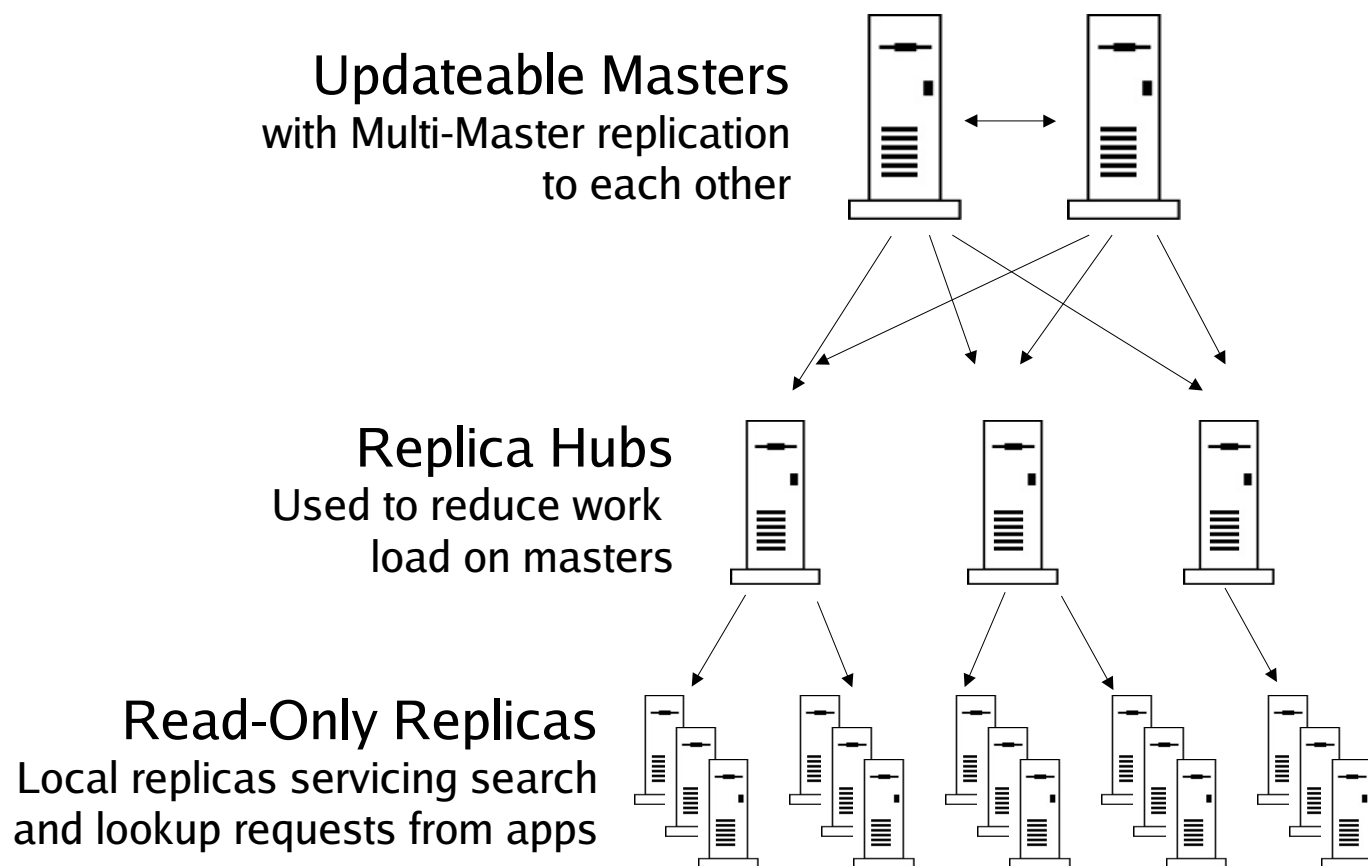 Updateable Masters
with Multi-Master replication
to each other
Replica Hubs
Used to reduce work
load on masters
Read-Only Replicas
Local replicas servicing search
and lookup requests from apps